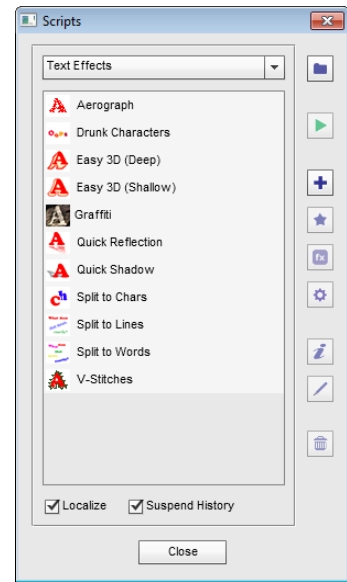 Scripts
Text Effects
Aerograph
Drunk Characters
Easy 3D (Deep)
Easy 3D (Shallow)
Graffiti
Quick Reflection
Quick Shadow
Split to Chars
Split to Lines
Split to Words
V-Stitches
Localize
Suspend History
Close